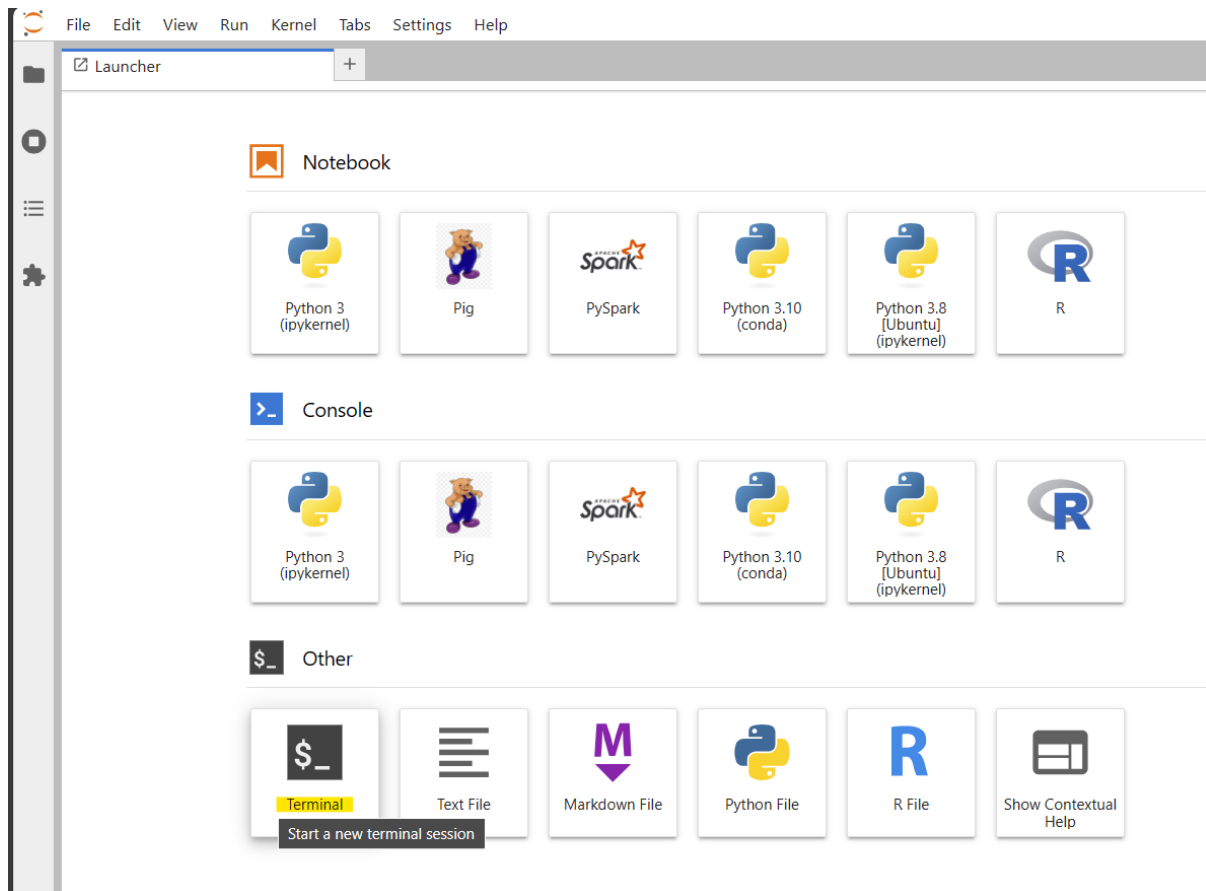 File Edit View Run Kernel Tabs Settings Help
Launcher +
Notebook
Python 3
(ipykernel)
Pig
APACHE
Spark
PySpark
Python 3.10
(conda)
Python 3.8
[Ubuntu]
(ipykernel)
R
R
Console
Python 3
(ipykernel)
Pig
APACHE
Spark
PySpark
Python 3.10
(conda)
Python 3.8
[Ubuntu]
(ipykernel)
R
R
$_ Other
$_
Terminal
Start a new terminal session
Text File
M
Markdown File
Python File
R
R File
Show Contextual
Help